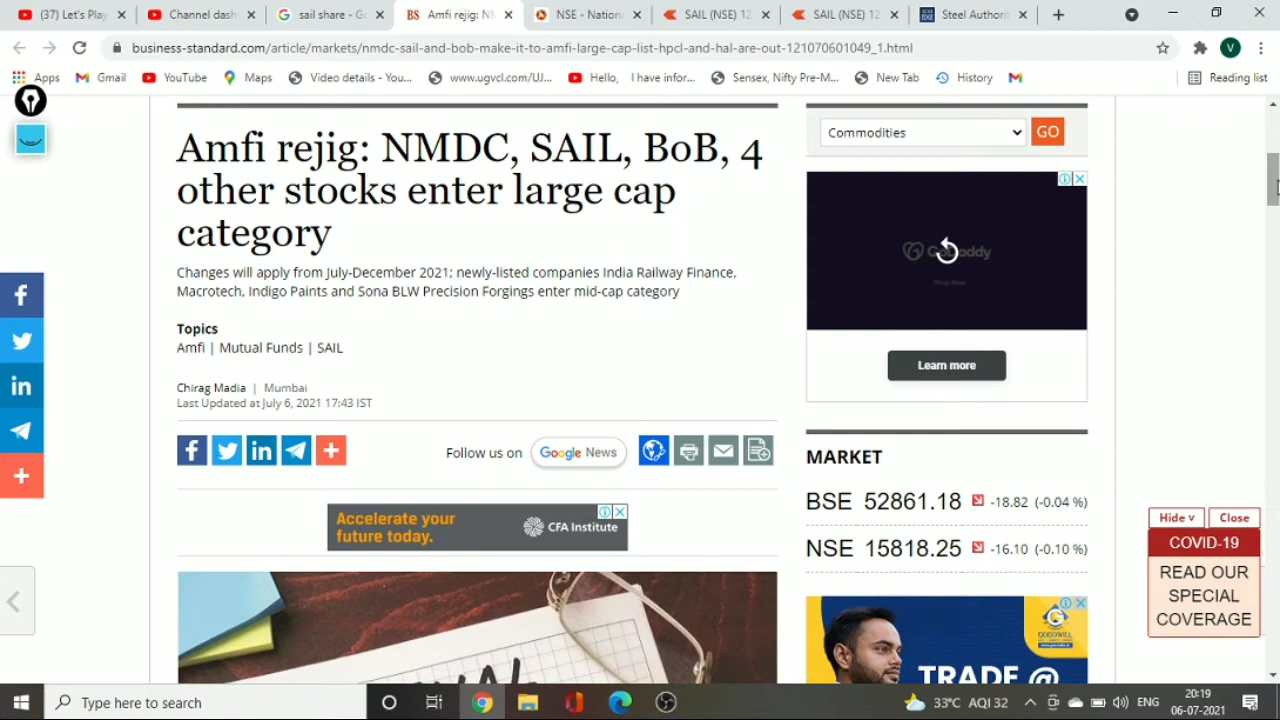 (37) Let's Play
Channel dash
sail share - Go
BS Amfi rejig: NM
NSE - Nation
SAIL (NSE) 12
SAIL (NSE) 12
Steel Authorit
business-standard.com/article/markets/nmdc-sail-and-bob-make-it-to-amfi-large-cap-list-hpcl-and-hal-are-out-121070601049_1.html
V
Apps
Gmail
YouTube
Maps
Video details - You...
www.ugvcl.com/UJ...
Hello, I have infor...
Sensex, Nifty Pre-M...
New Tab
History
Reading list
Amfi rejig: NMDC, SAIL, BoB, 4
other stocks enter large cap
category
Changes will apply from July-December 2021; newly-listed companies India Railway Finance,
Macrotech, Indigo Paints and Sona BLW Precision Forgings enter mid-cap category
Topics
Amfi | Mutual Funds | SAIL
Chirag Madia | Mumbai
Last Updated at July 6, 2021 17:43 IST
Follow us on
Google News
Accelerate your
future today.
CFA Institute
Commodities
GO
GoDaddy
Shop Now
Learn more
MARKET
BSE 52861.18 -18.82 (-0.04 %)
NSE 15818.25 -16.10 (-0.10 %)
GOODWILL
TRADE @
Hide v
Close
COVID-19
READ OUR
SPECIAL
COVERAGE
Type here to search
33°C AQI 32
ENG
20:19
06-07-2021